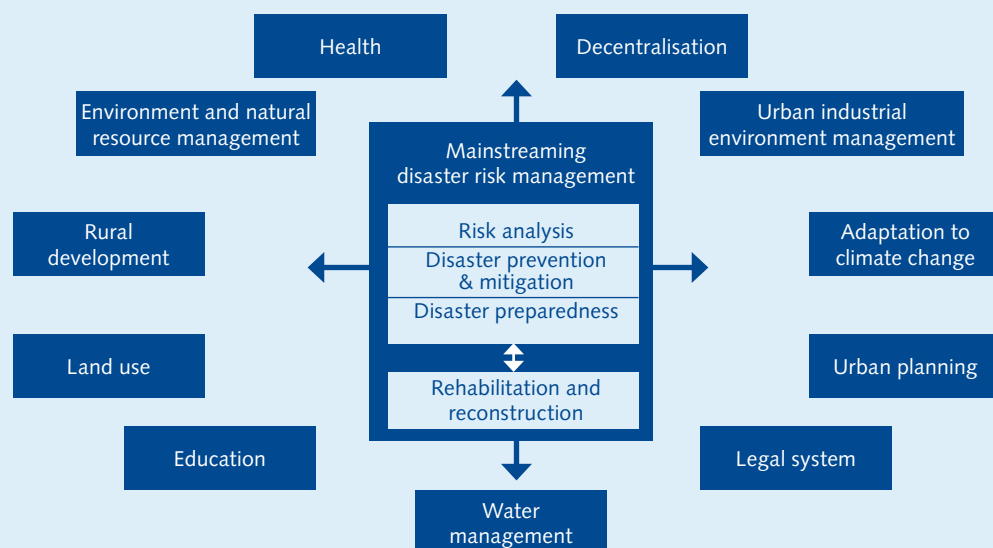 Health
Decentralisation
Environment and natural
resource management
Urban industrial
environment management
Mainstreaming
disaster risk management
Risk analysis
Disaster prevention
& mitigation
Disaster preparedness
Rehabilitation and
reconstruction
Rural
development
Adaptation to
climate change
Land use
Urban planning
Education
Legal system
Water
management